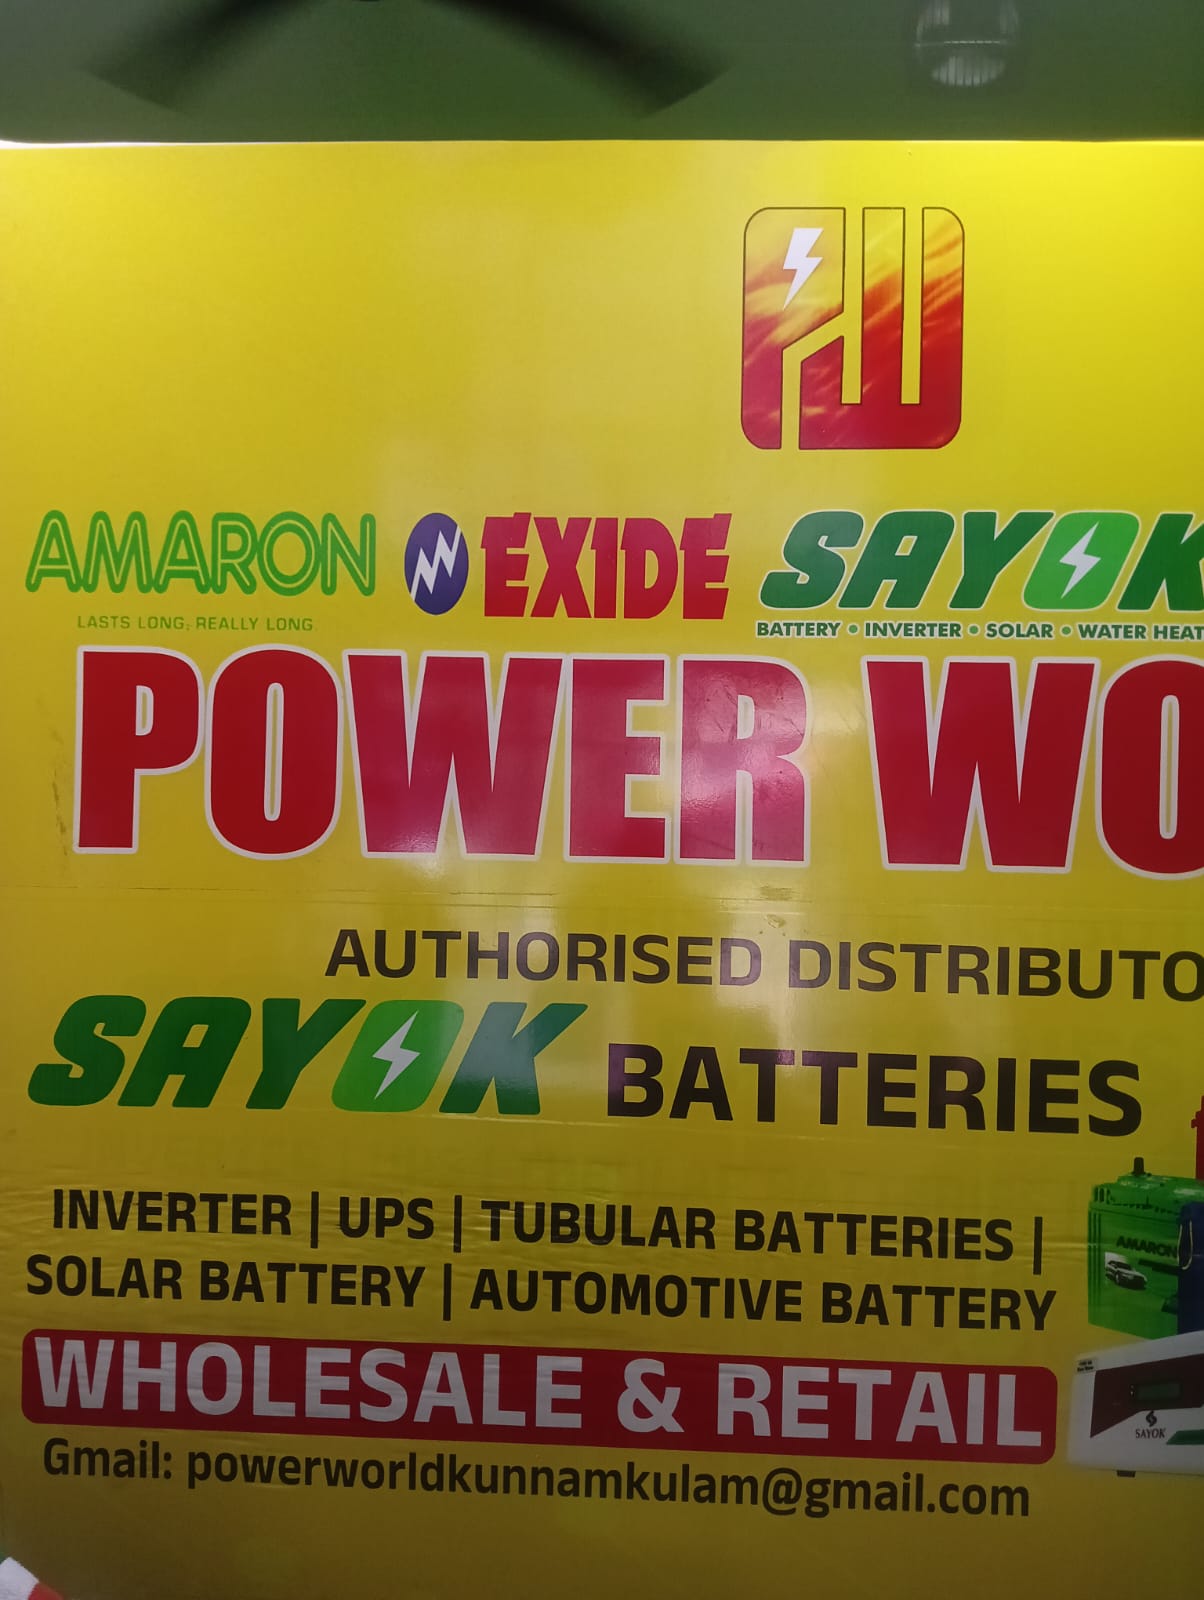 PW
AMARON EXIDE SAYOK
LASTS LONG; REALLY LONG.
BATTERY • INVERTER • SOLAR • WATER HEAT
POWER WO
AUTHORISED DISTRIBUTO
SAYOK BATTERIES
INVERTER | UPS | TUBULAR BATTERIES |
SOLAR BATTERY | AUTOMOTIVE BATTERY
AMARON
WHOLESALE & RETAIL
SAYOK
Gmail: powerworldkunnamkulam@gmail.com